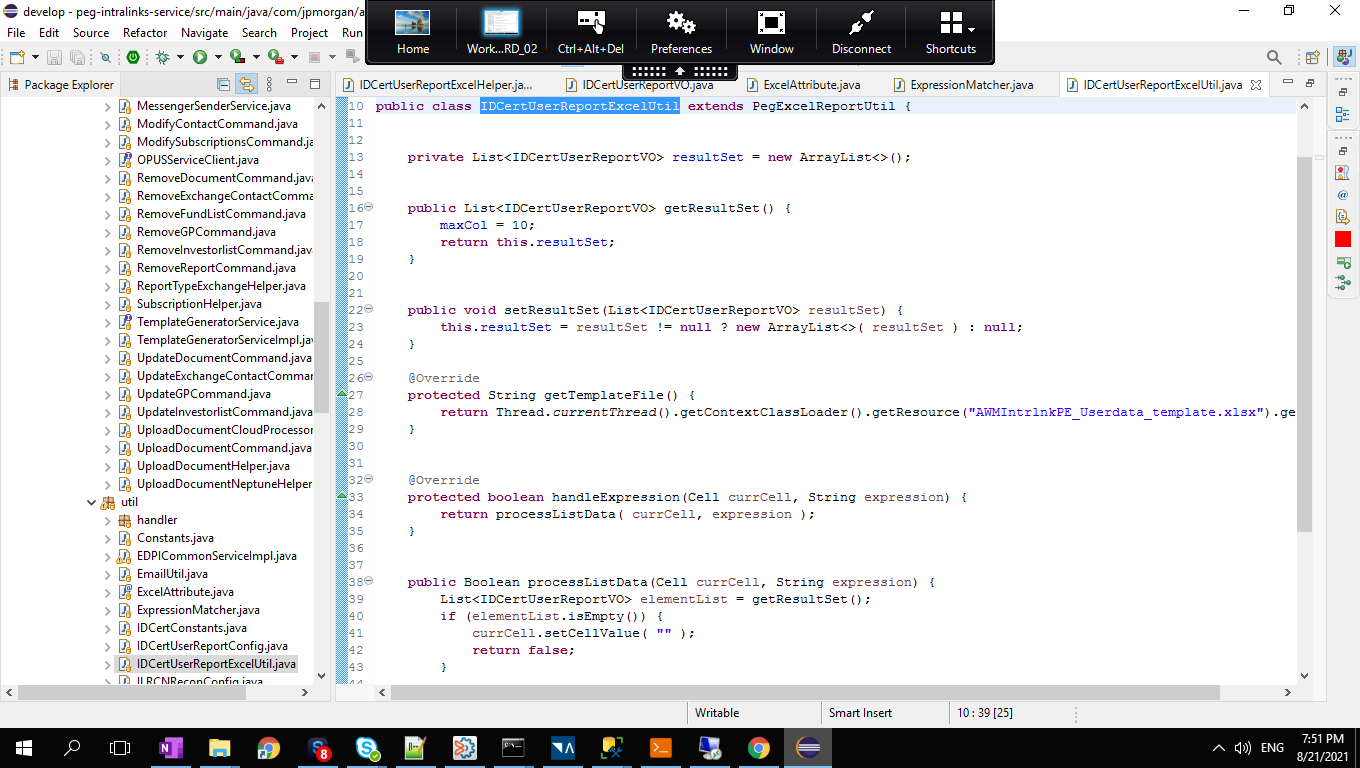 develop - peg-intralinks-service/src/main/java/com/jpmorgan/a
File Edit Source Refactor Navigate Search Project Run
Home
Work...RD_02
Ctrl+Alt+Del
Preferences
Window
Disconnect
Shortcuts
Package Explorer
IDCertUserReportExcelHelper.ja...
IDCertUserReportVO.java
ExcelAttribute.java
ExpressionMatcher.java
IDCertUserReportExcelUtil.java
MessengerSenderService.java
ModifyContactCommand.java
ModifySubscriptionsCommand.ja
OPUSServiceClient.java
RemoveDocumentCommand.java
RemoveExchangeContactComma
RemoveFundListCommand.java
RemoveGPCommand.java
RemoveInvestorlistCommand.java
RemoveReportCommand.java
ReportTypeExchangeHelper.java
SubscriptionHelper.java
TemplateGeneratorService.java
TemplateGeneratorServiceImpl.jav
UpdateDocumentCommand.java
UpdateExchangeContactCommar
UpdateGPCommand.java
UpdateInvestorlistCommand.java
UploadDocumentCloudProcessor
UploadDocumentCommand.java
UploadDocumentHelper.java
UploadDocumentNeptuneHelper
util
handler
Constants.java
EDPICommonServiceImpl.java
EmailUtil.java
ExcelAttribute.java
ExpressionMatcher.java
IDCertConstants.java
IDCertUserReportConfig.java
IDCertUserReportExcelUtil.java
ILRCNReconConfig.java
10 public class IDCertUserReportExcelUtil extends PegExcelReportUtil {
11
12
13 private List<IDCertUserReportVO> resultSet = new ArrayList<>();
14
15
16 public List<IDCertUserReportVO> getResultSet() {
17 maxCol = 10;
18 return this.resultSet;
19 }
20
21
22 public void setResultSet(List<IDCertUserReportVO> resultSet) {
23 this.resultSet = resultSet != null ? new ArrayList<>( resultSet ) : null;
24 }
25
26 @Override
27 protected String getTemplateFile() {
28 return Thread.currentThread().getContextClassLoader().getResource("AWMIntrlnkPE_Userdata_template.xlsx").ge
29 }
30
31
32 @Override
33 protected boolean handleExpression(Cell currCell, String expression) {
34 return processListData( currCell, expression );
35 }
36
37
38 public Boolean processListData(Cell currCell, String expression) {
39 List<IDCertUserReportVO> elementList = getResultSet();
40 if (elementList.isEmpty()) {
41 currCell.setCellValue( "" );
42 return false;
43 }
44
Writable
Smart Insert
10 : 39 [25]
8
ENG
7:51 PM
8/21/2021